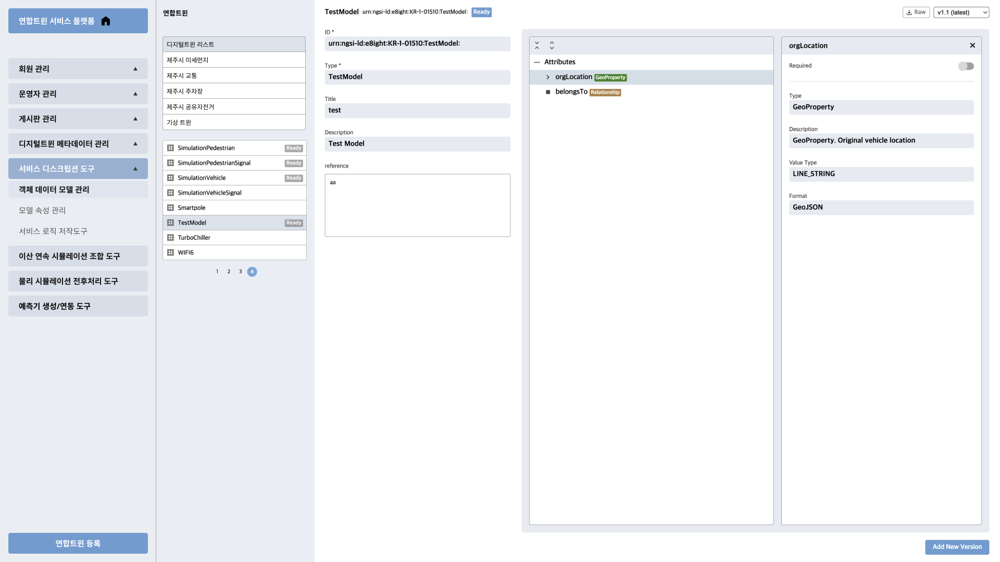 연합트윈 서비스 플랫폼
회원 관리
운영자 관리
게시판 관리
디지털트윈 메타데이터 관리
서비스 디스크립션 도구
객체 데이터 모델 관리
모델 속성 관리
서비스 로직 저작도구
이산 연속 시뮬레이션 조합 도구
물리 시뮬레이션 전후처리 도구
예측기 생성/연동 도구
연합트윈 등록
연합트윈
디지털트윈 리스트
제주시 미세먼지
제주시 교통
제주시 주차장
제주시 공유자전거
기상 트윈
SimulationPedestrian Ready
SimulationPedestrianSignal Ready
SimulationVehicle Ready
SimulationVehicleSignal
Smartpole
TestModel Ready
TurboChiller
WIFI6
1 2 3 4
TestModel urn:ngsi-ld:e8ight:KR-1-01510:TestModel: Ready
Raw v1.1 (latest)
ID *
urn:ngsi-ld:e8ight:KR-1-01510:TestModel:
Type *
TestModel
Title
test
Description
Test Model
reference
aa
Attributes
orgLocation GeoProperty
belongsTo Relationship
orgLocation
Required
Type
GeoProperty
Description
GeoProperty. Original vehicle location
Value Type
LINE_STRING
Format
GeoJSON
Add New Version